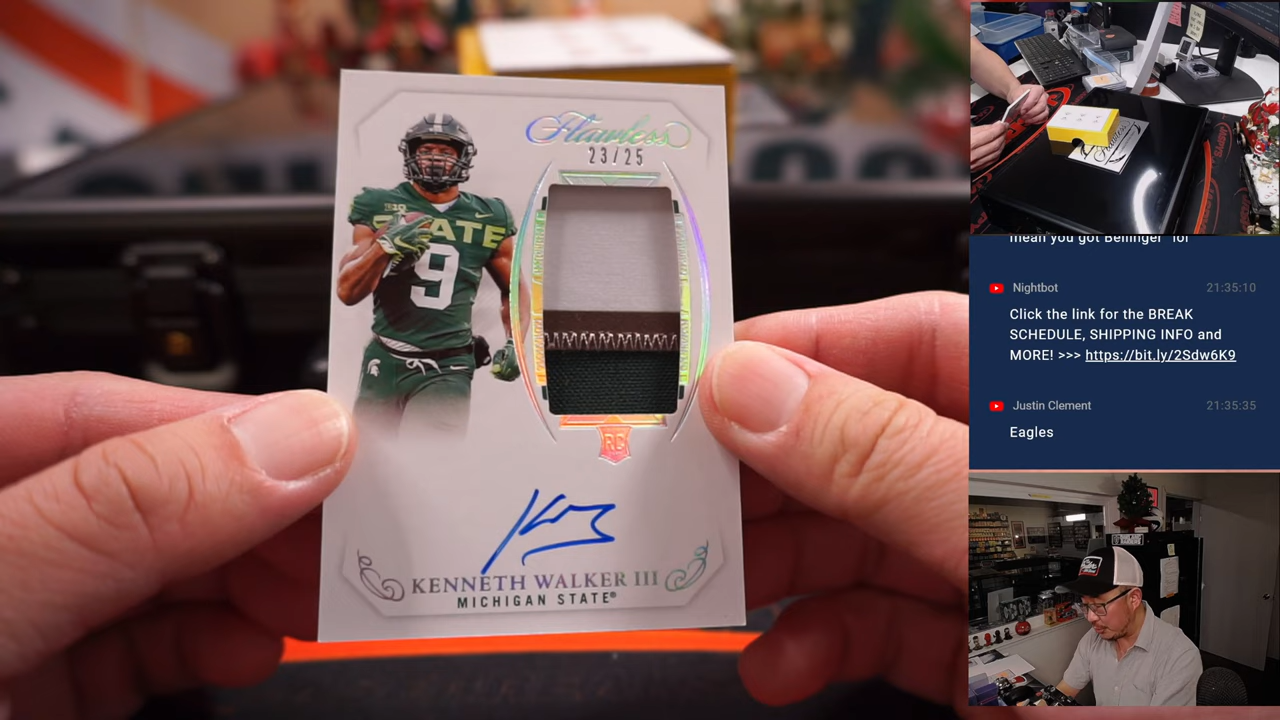 Flawless
23/25
B1G
STATE
9
RC
KENNETH WALKER III
MICHIGAN STATE®
mean you got Bellinger for
Nightbot
21:35:10
Click the link for the BREAK
SCHEDULE, SHIPPING INFO and
MORE! >>> https://bit.ly/2Sdw6K9
Justin Clement
21:35:35
Eagles